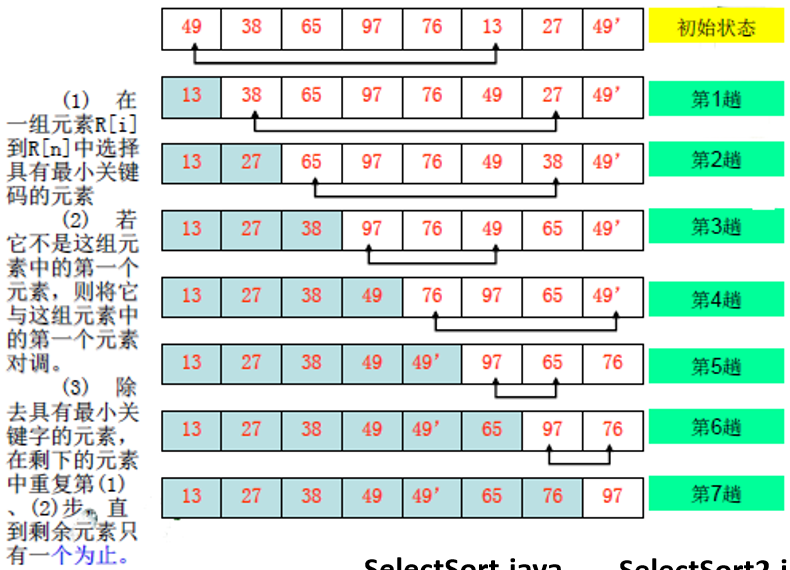 49 38 65 97 76 13 27 49’ 初始状态
13 38 65 97 76 49 27 49’ 第1趟
13 27 65 97 76 49 38 49’ 第2趟
13 27 38 97 76 49 65 49’ 第3趟
13 27 38 49 76 97 65 49’ 第4趟
13 27 38 49 49’ 97 65 76 第5趟
13 27 38 49 49’ 65 97 76 第6趟
13 27 38 49 49’ 65 76 97 第7趟
(1) 在
一组元素R[i]
到R[n]中选择
具有最小关键
码的元素
(2) 若
它不是这组元
素中的第一个
元素，则将它
与这组元素中
的第一个元素
对调。
(3) 除
去具有最小关
键字的元素，
在剩下的元素
中重复第(1)
、(2)步，直
到剩余元素只
有一个为止。
SelectSort.java SelectSort2.j